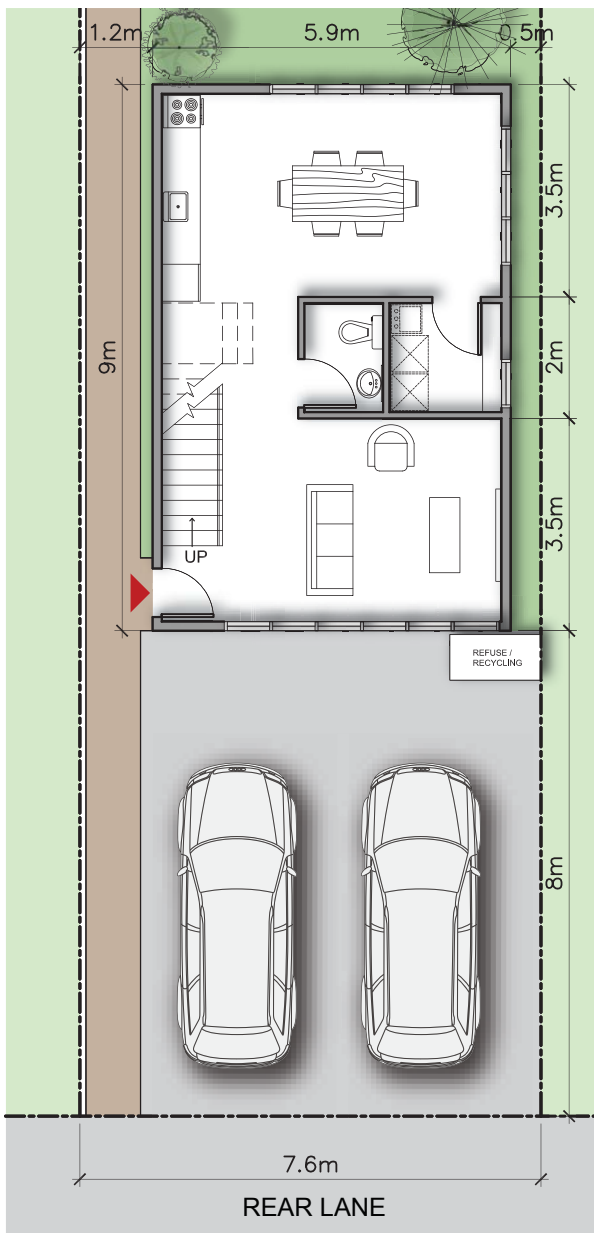 1.2m
5.9m
0.5m
3.5m
9m
2m
3.5m
UP
REFUSE /
RECYCLING
8m
7.6m
REAR LANE